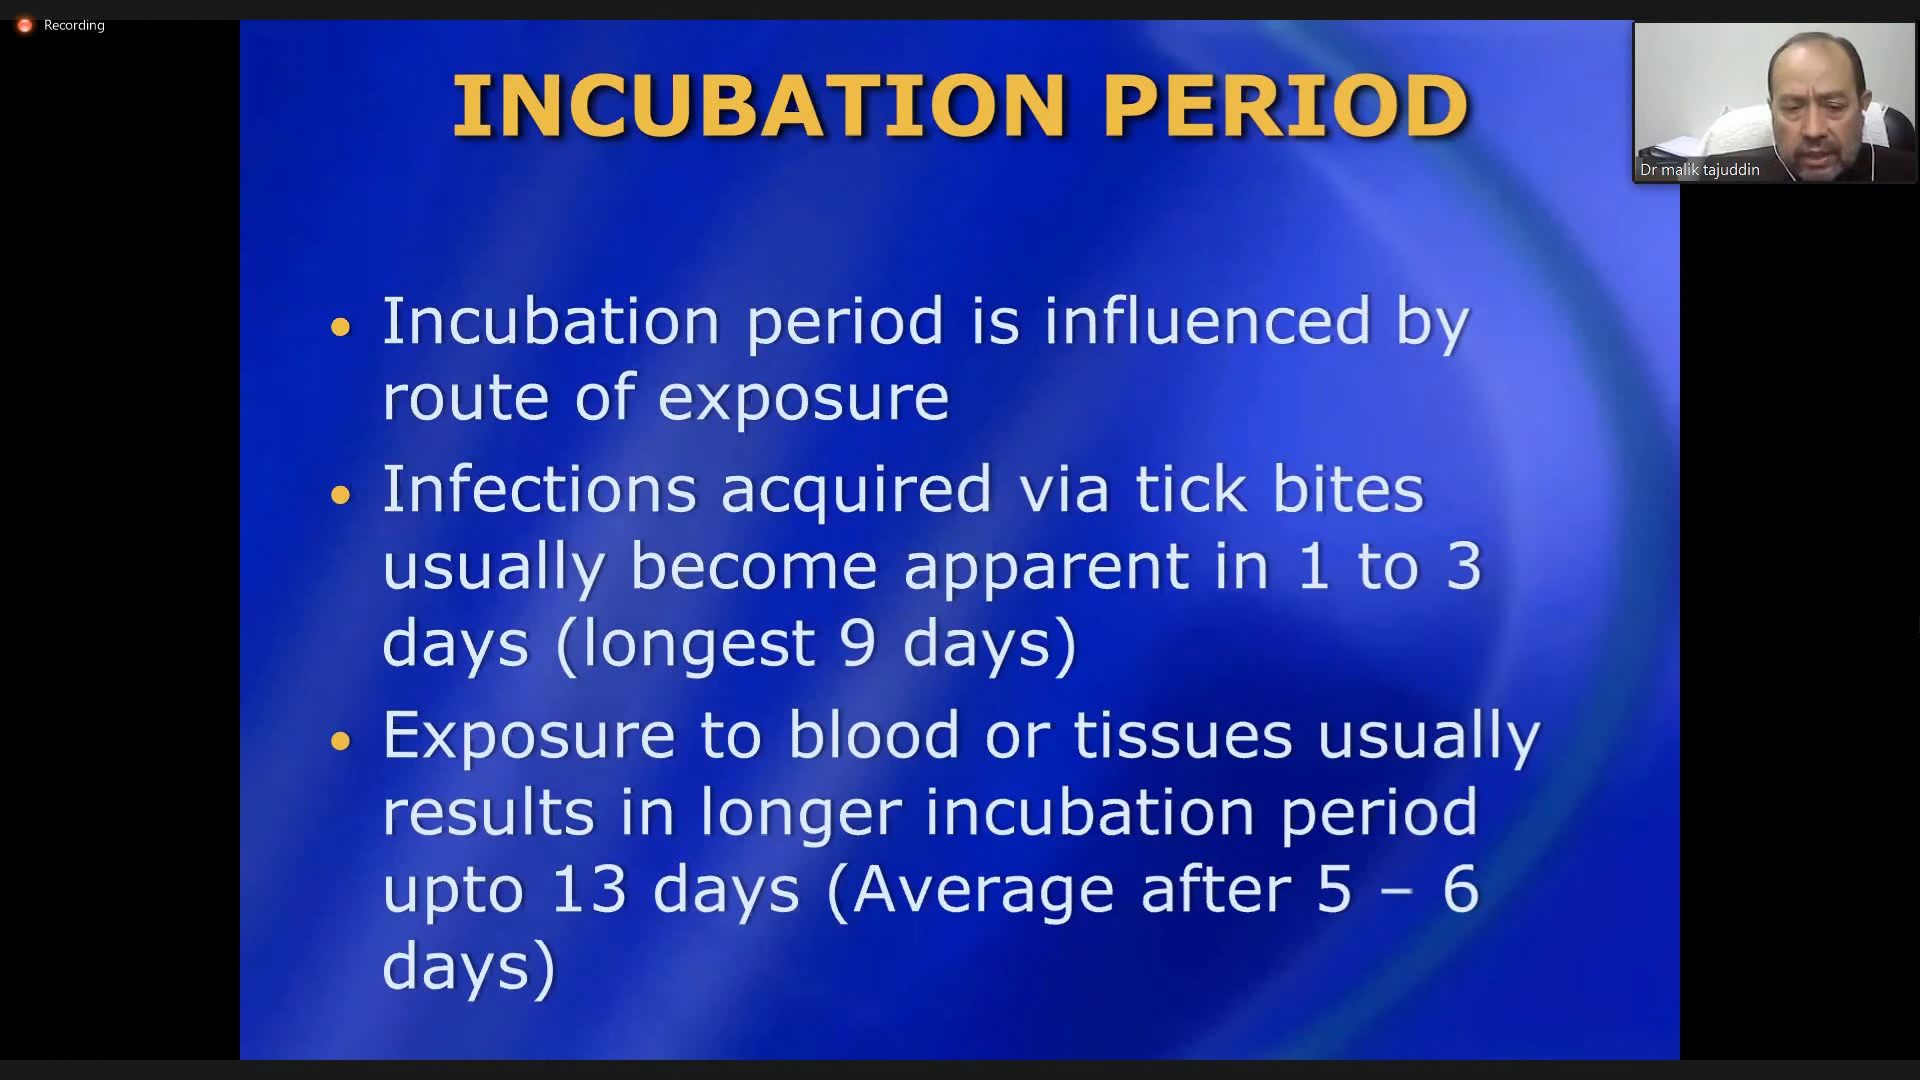 Recording
INCUBATION PERIOD
Dr malik tajuddin
• Incubation period is influenced by
route of exposure
• Infections acquired via tick bites
usually become apparent in 1 to 3
days (longest 9 days)
• Exposure to blood or tissues usually
results in longer incubation period
upto 13 days (Average after 5 – 6
days)